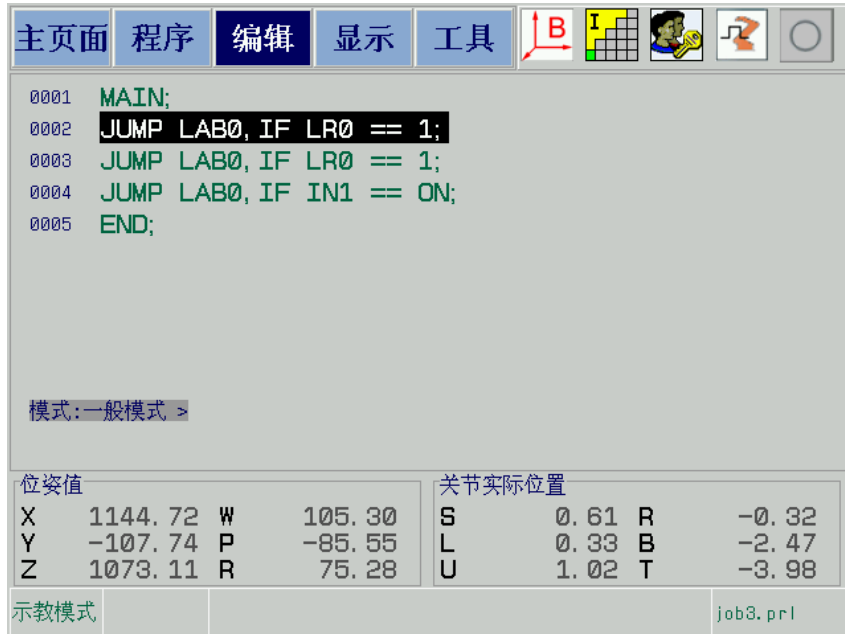 主页面 程序 编辑 显示 工具 B I
0001 MAIN;
0002 JUMP LAB0, IF LR0 == 1;
0003 JUMP LAB0, IF LR0 == 1;
0004 JUMP LAB0, IF IN1 == ON;
0005 END;
模式:一般模式 >
位姿值 关节实际位置
X 1144.72 W 105.30 S 0.61 R -0.32
Y -107.74 P -85.55 L 0.33 B -2.47
Z 1073.11 R 75.28 U 1.02 T -3.98
示教模式 job3.prl